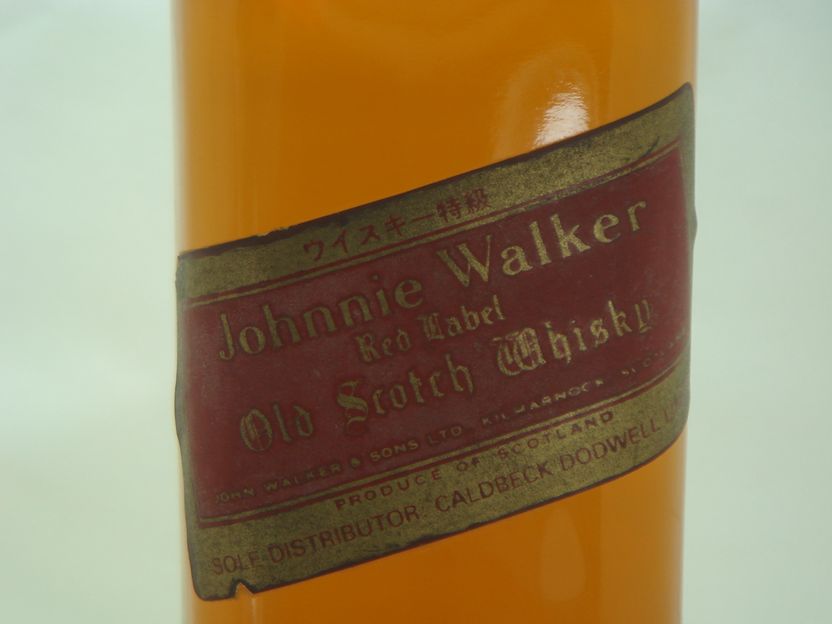 ウイスキー特級
Johnnie Walker
Red Label
Old Scotch Whisky
JOHN WALKER & SONS LTD. KILMARNOCK, SCOTLAND
PRODUCE OF SCOTLAND
SOLE DISTRIBUTOR: CALDBECK DODWELL